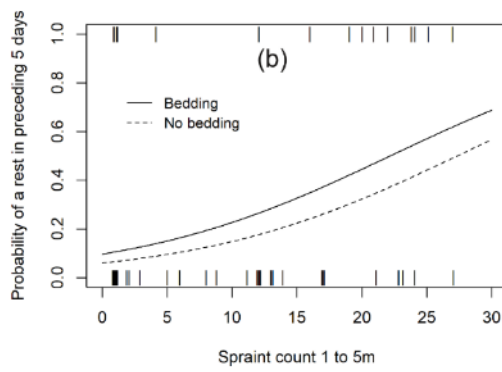 (b)
Bedding
No bedding
Probability of a rest in preceding 5 days
0.0 0.2 0.4 0.6 0.8 1.0
0 5 10 15 20 25 30
Spraint count 1 to 5m